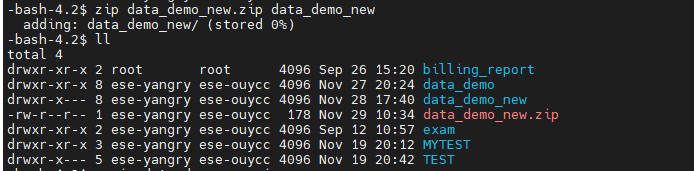 -bash-4.2$ zip data_demo_new.zip data_demo_new
  adding: data_demo_new/ (stored 0%)
-bash-4.2$ ll
total 4
drwxr-xr-x 2 root       root      4096 Sep 26 15:20 billing_report
drwxr-xr-x 8 ese-yangry ese-ouycc 4096 Nov 27 20:24 data_demo
drwxr-x--- 8 ese-yangry ese-ouycc 4096 Nov 28 17:40 data_demo_new
-rw-r--r-- 1 ese-yangry ese-ouycc  178 Nov 29 10:34 data_demo_new.zip
drwxr-xr-x 2 ese-yangry ese-ouycc 4096 Sep 12 10:57 exam
drwxr-xr-x 3 ese-yangry ese-ouycc 4096 Nov 19 20:12 MYTEST
drwxr-x--- 5 ese-yangry ese-ouycc 4096 Nov 19 20:42 TEST